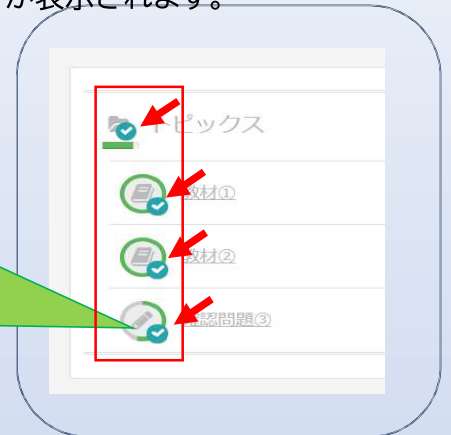 が表示されます。
トピックス
教材①
教材②
確認問題③